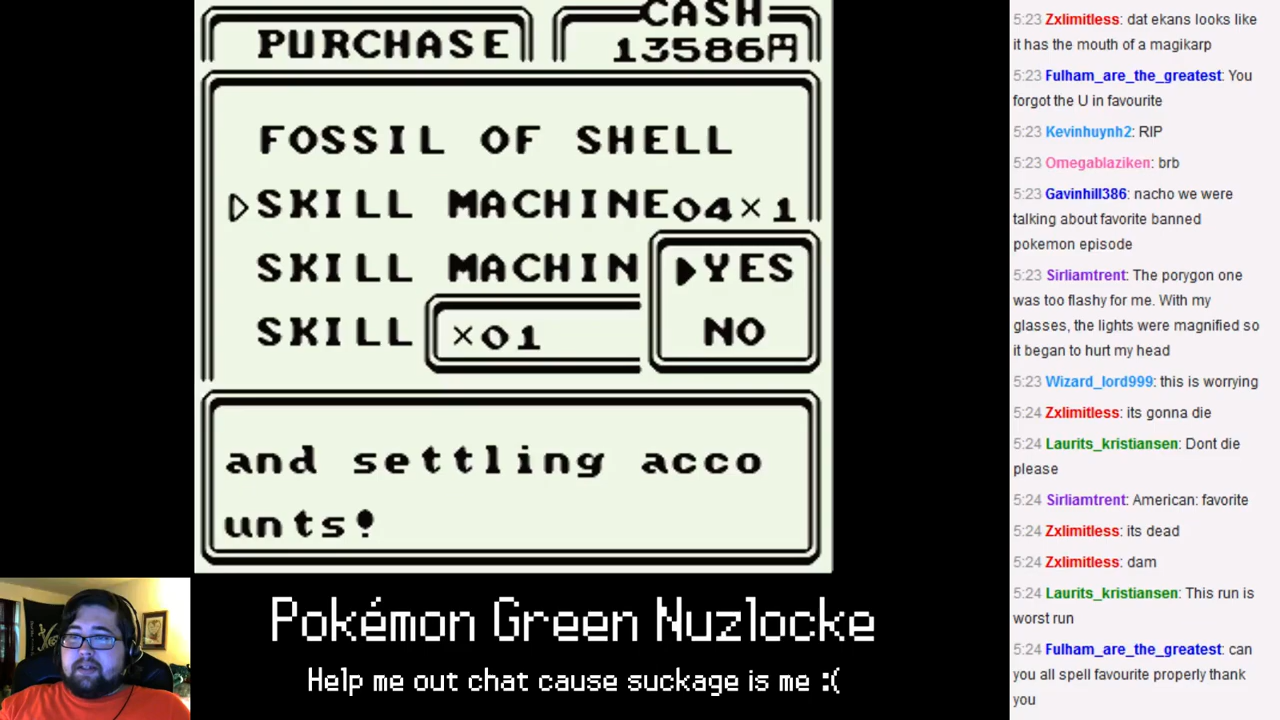 PURCHASE
CASH
13586円
FOSSIL OF SHELL
▷SKILL MACHINE04×1
SKILL MACHIN
SKILL
×01
▶YES
NO
and settling acco
unts!
Pokémon Green Nuzlocke
Help me out chat cause suckage is me :(
5:23 Zxlimitless: dat ekans looks like
it has the mouth of a magikarp
5:23 Fulham_are_the_greatest: You
forgot the U in favourite
5:23 Kevinhuynh2: RIP
5:23 Omegablaziken: brb
5:23 Gavinhill386: nacho we were
talking about favorite banned
pokemon episode
5:23 Sirliamtrent: The porygon one
was too flashy for me. With my
glasses, the lights were magnified so
it began to hurt my head
5:23 Wizard_lord999: this is worrying
5:24 Zxlimitless: its gonna die
5:24 Laurits_kristiansen: Dont die
please
5:24 Sirliamtrent: American: favorite
5:24 Zxlimitless: its dead
5:24 Zxlimitless: dam
5:24 Laurits_kristiansen: This run is
worst run
5:24 Fulham_are_the_greatest: can
you all spell favourite properly thank
you